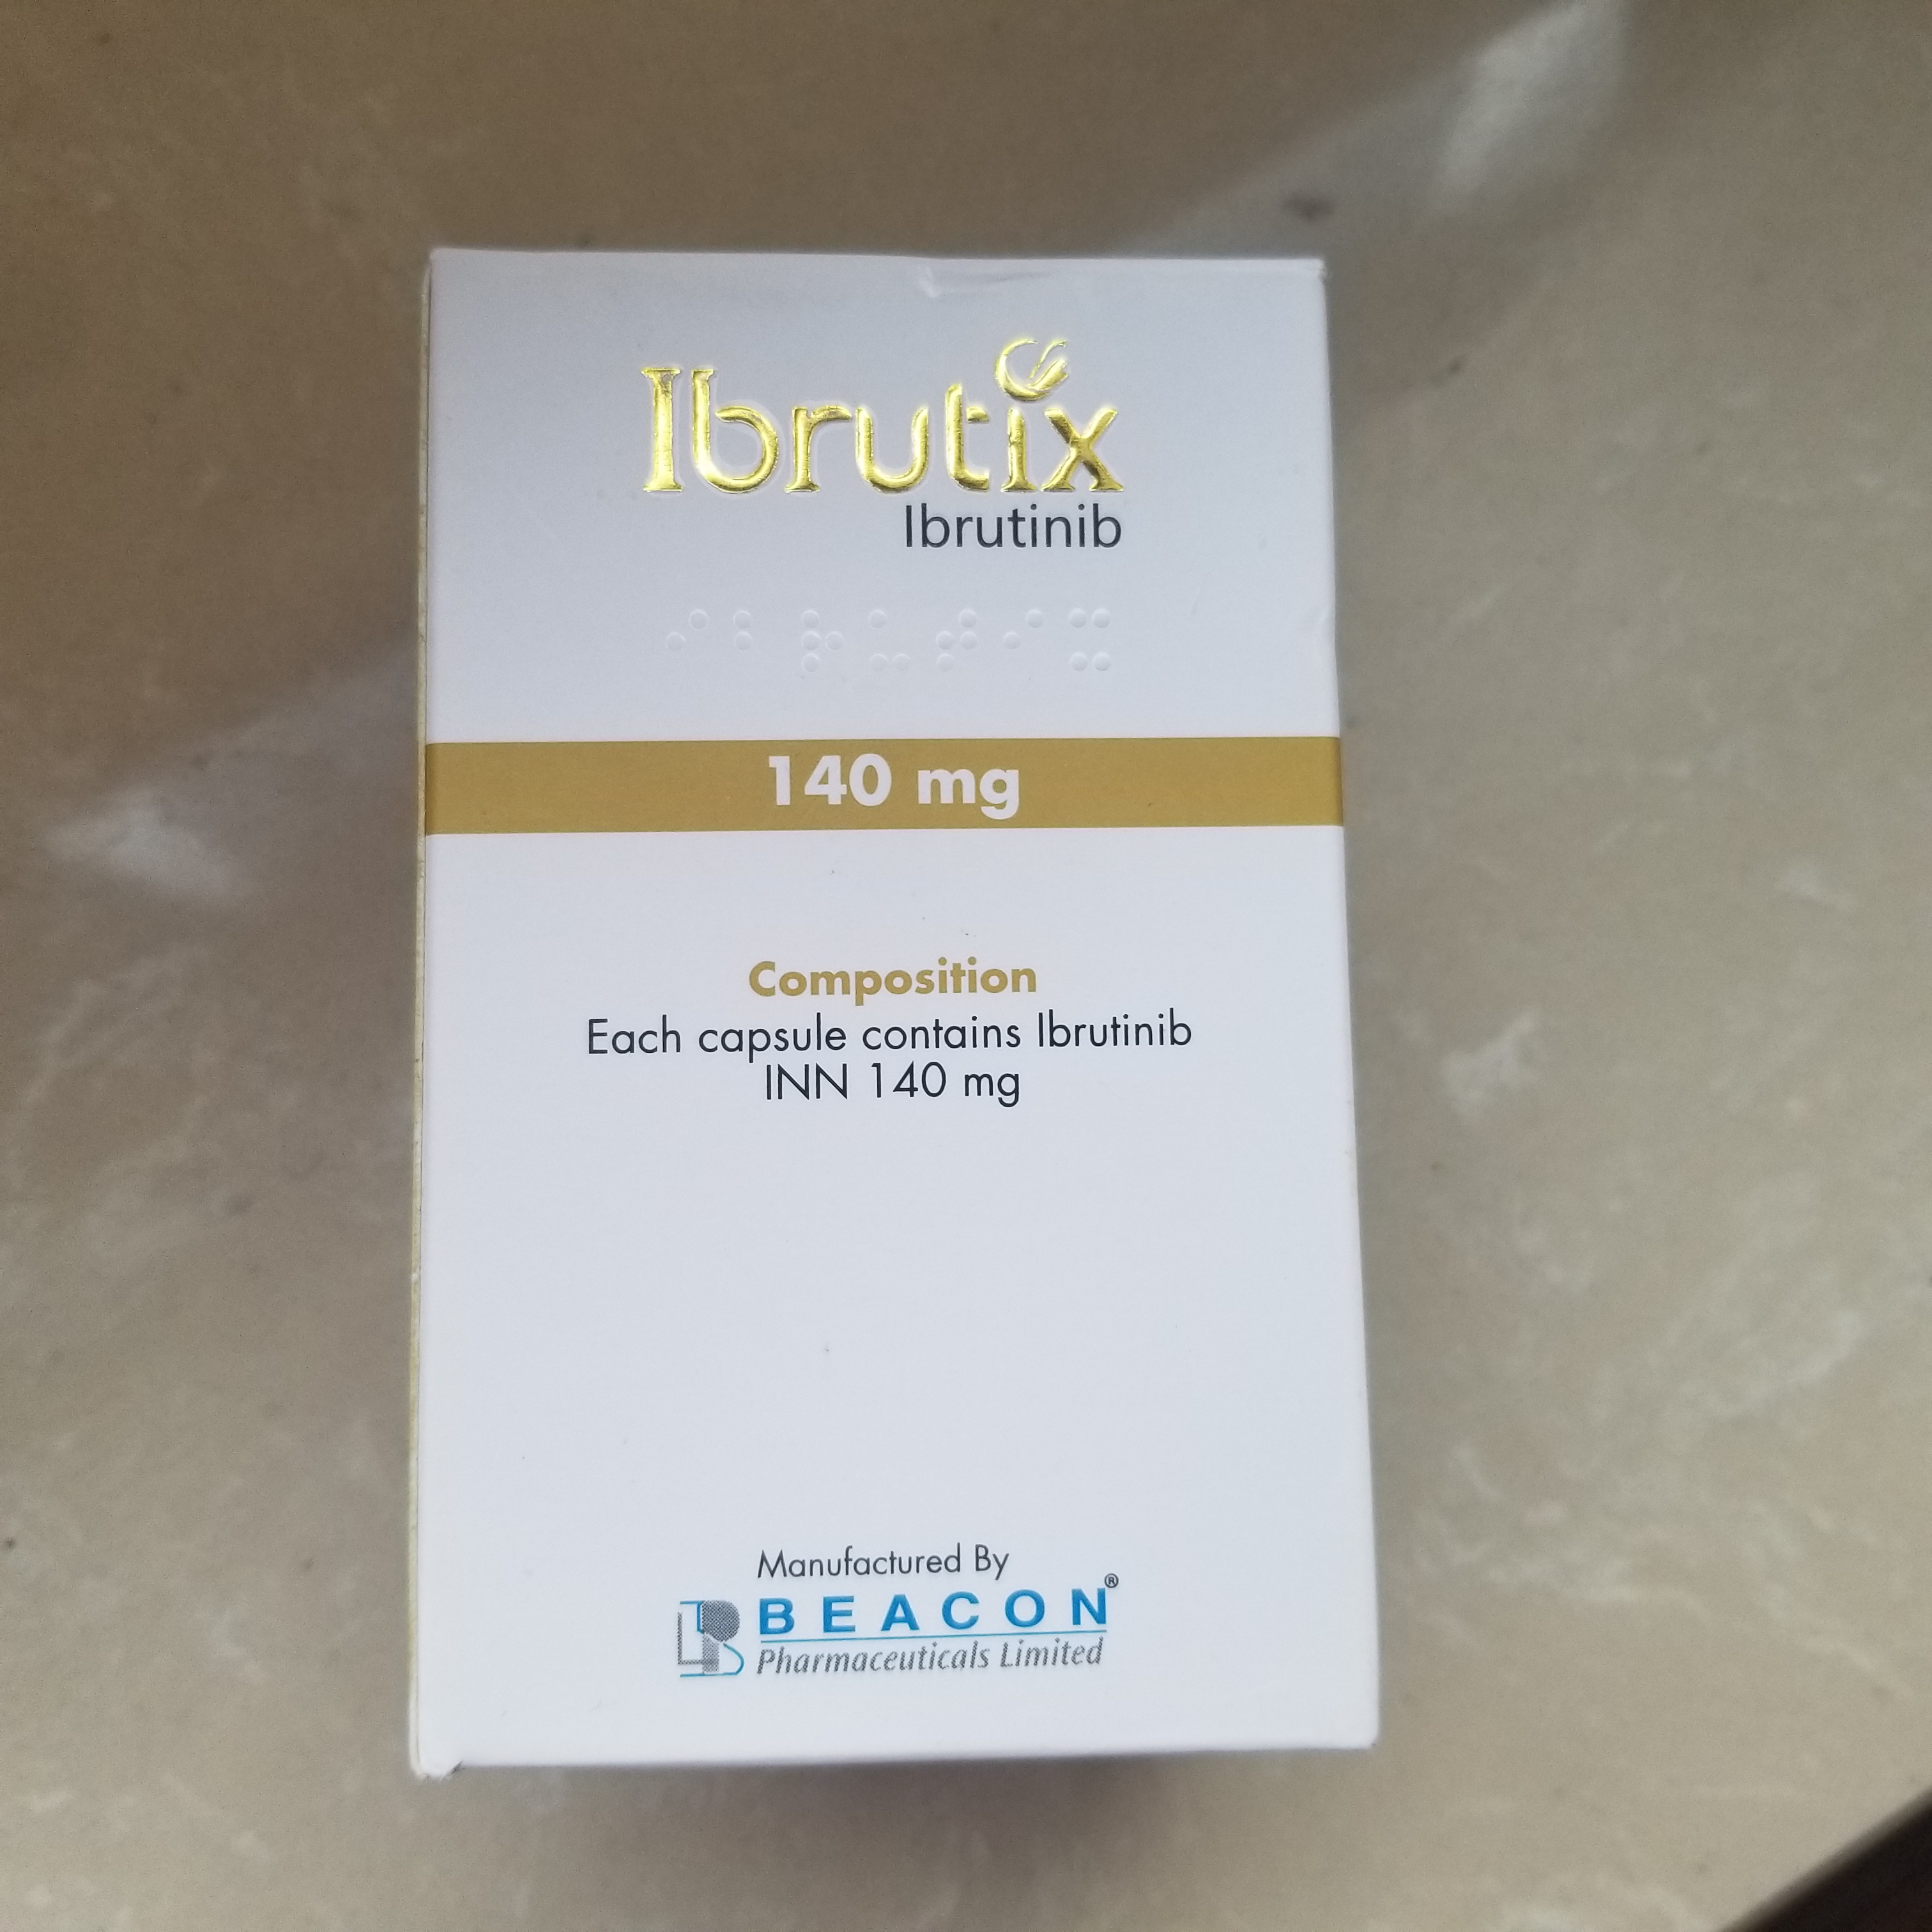 Ibrutix
Ibrutinib
⠊⠃⠗⠥⠞⠊⠭
140 mg
Composition
Each capsule contains Ibrutinib
INN 140 mg
Manufactured By
BEACON®
Pharmaceuticals Limited